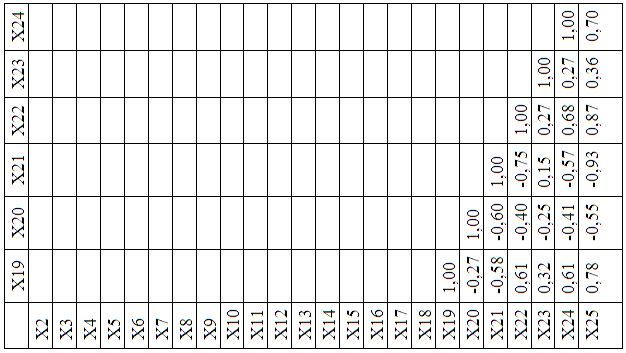 X19 X20 X21 X22 X23 X24
X2
X3
X4
X5
X6
X7
X8
X9
X10
X11
X12
X13
X14
X15
X16
X17
X18
X19 1,00
X20 -0,27 1,00
X21 -0,58 -0,60 1,00
X22 0,61 -0,40 -0,75 1,00
X23 0,32 -0,25 0,15 0,27 1,00
X24 0,61 -0,41 -0,57 0,68 0,27 1,00
X25 0,78 -0,55 -0,93 0,87 0,36 0,70